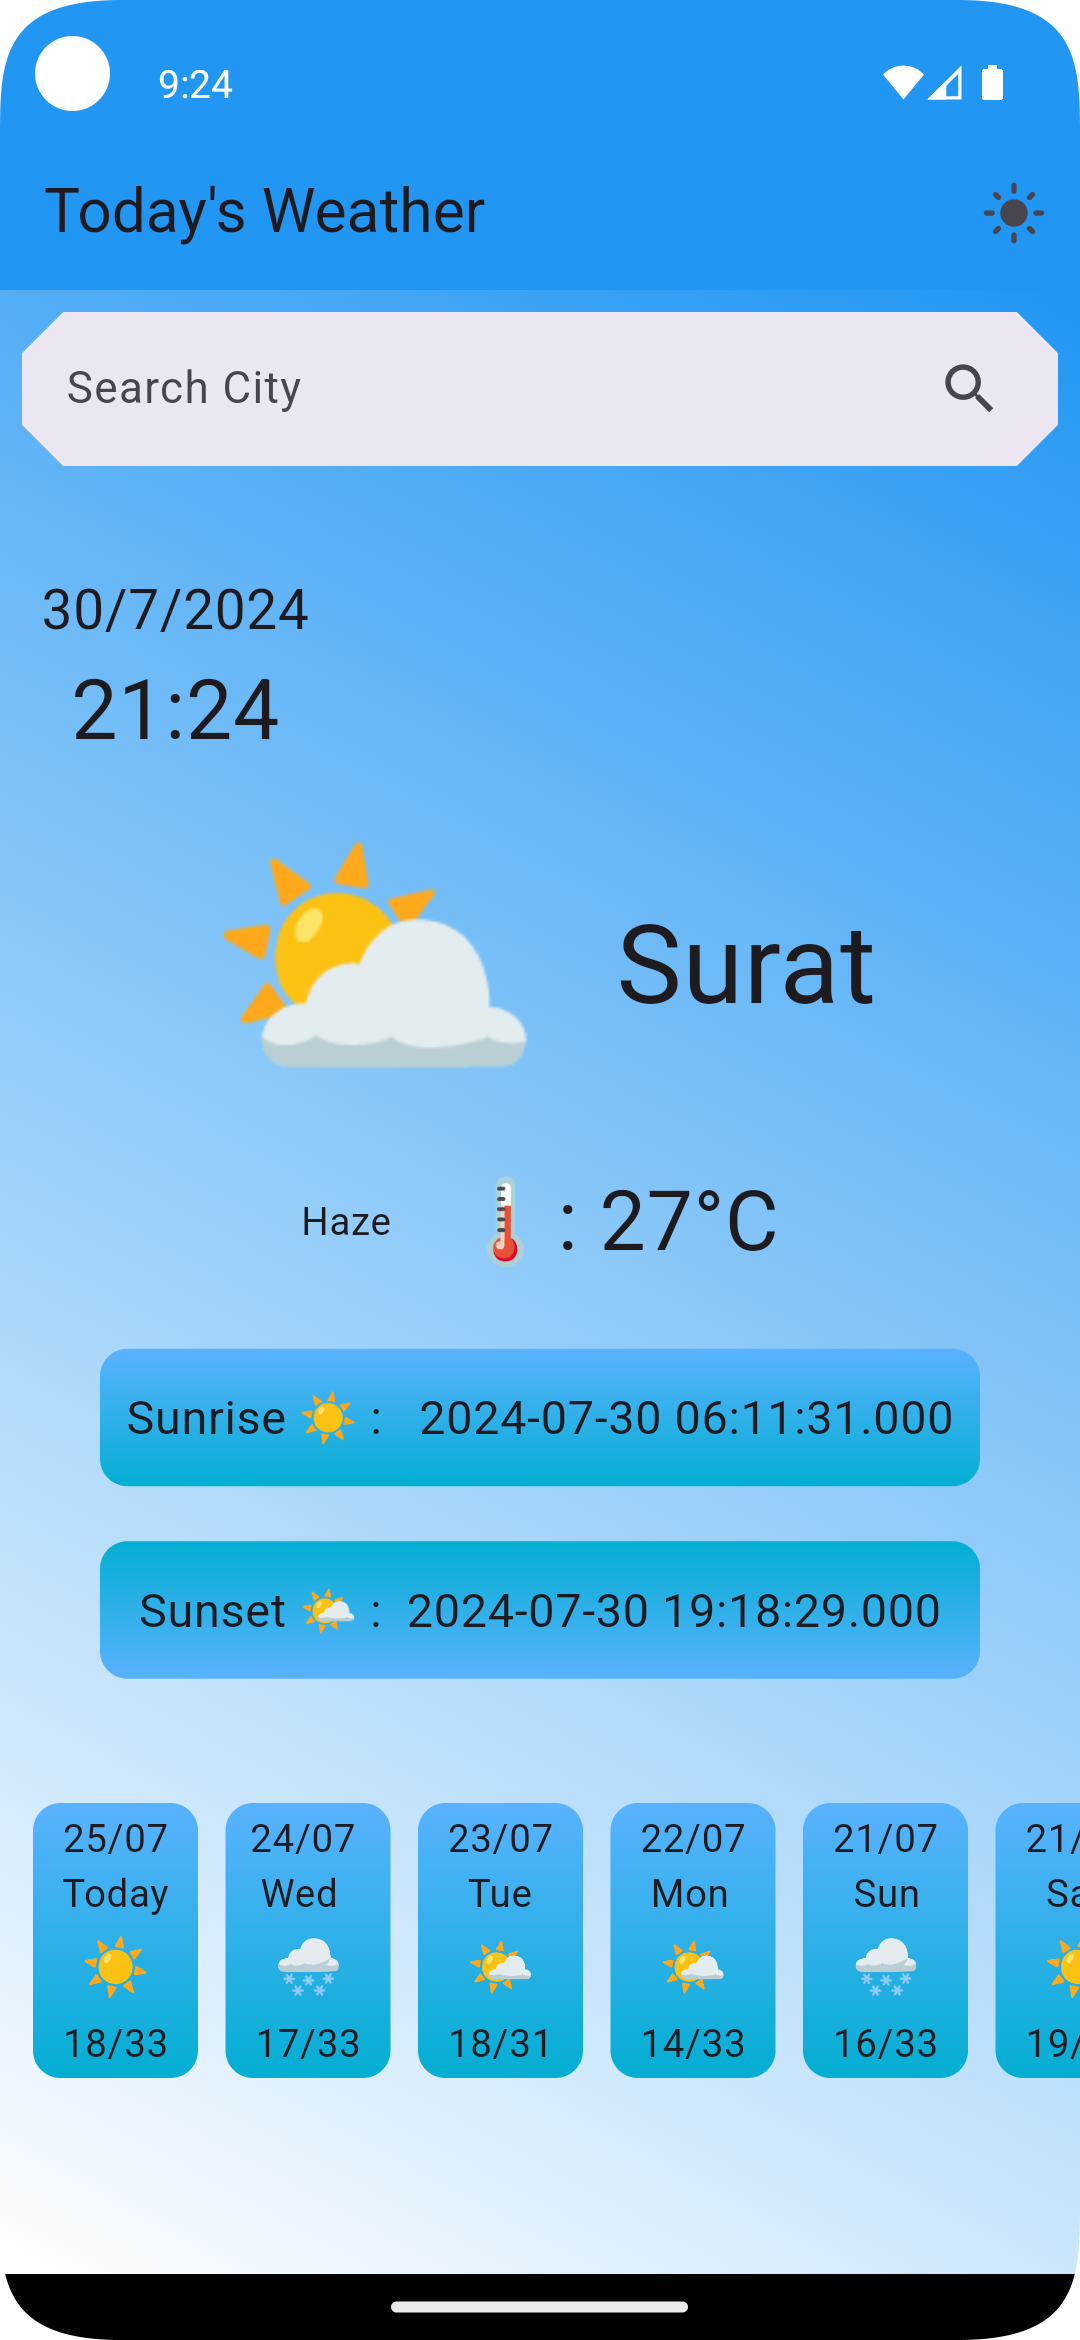 9:24
Today's Weather
Search City
30/7/2024
21:24
Surat
Haze : 27°C
Sunrise : 2024-07-30 06:11:31.000
Sunset : 2024-07-30 19:18:29.000
25/07 24/07 23/07 22/07 21/07 21/
Today Wed Tue Mon Sun Sa
18/33 17/33 18/31 14/33 16/33 19/